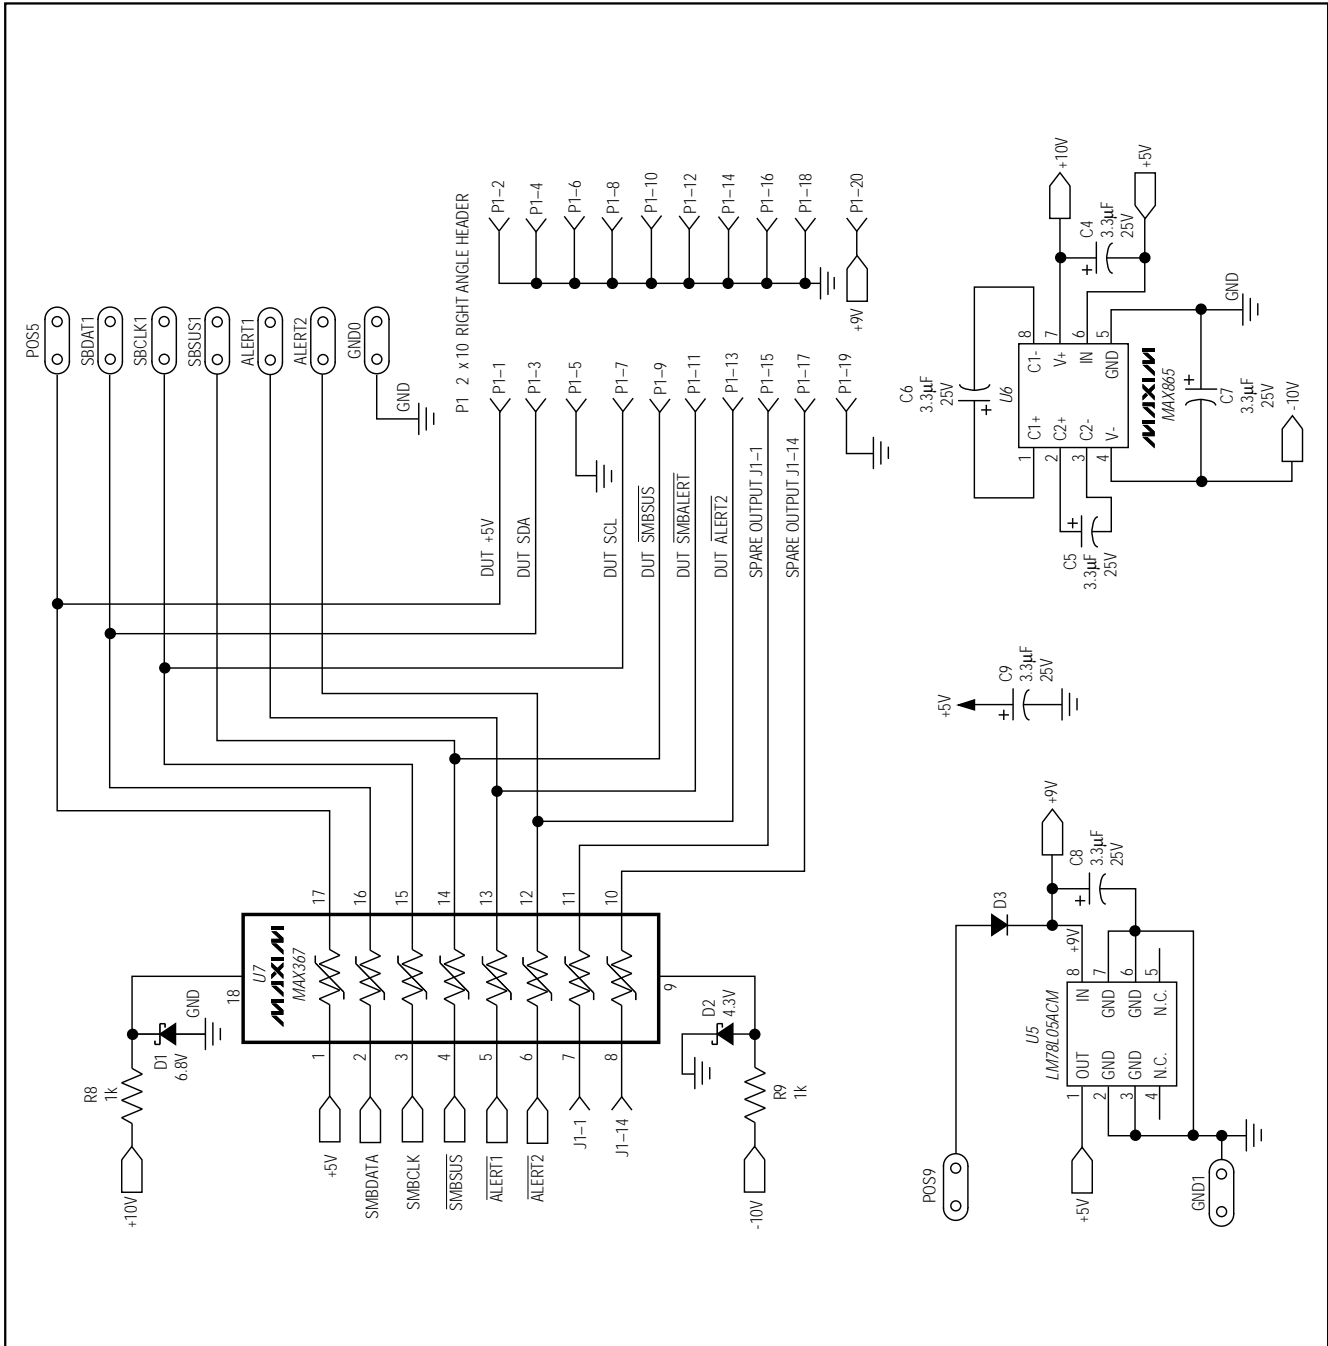 POS5
SBDAT1
SBCLK1
SBSUS1
ALERT1
ALERT2
GND0
GND
P1 2 x 10 RIGHT ANGLE HEADER
P1–1
P1–3
P1–5
P1–7
P1–9
P1–11
P1–13
P1–15
P1–17
P1–19
P1–2
P1–4
P1–6
P1–8
P1–10
P1–12
P1–14
P1–16
P1–18
P1–20
+9V
DUT +5V
DUT SDA
DUT SCL
DUT SMBSUS
DUT SMBALERT
DUT ALERT2
SPARE OUTPUT J1–1
SPARE OUTPUT J1–14
U7
MAXIM
MAX367
18
17
16
15
14
13
12
11
10
9
1
2
3
4
5
6
7
8
+10V
R8
1k
D1
6.8V
GND
+5V
SMBDATA
SMBCLK
SMBSUS
ALERT1
ALERT2
J1–1
J1–14
-10V
R9
1k
D2
4.3V
C6
3.3µF
25V
U6
MAXIM
MAX865
C1+
C2+
C2-
V-
C1-
V+
IN
GND
1
2
3
4
8
7
6
5
+10V
+5V
C4
3.3µF
25V
C5
3.3µF
25V
C7
3.3µF
25V
GND
-10V
+5V
C9
3.3µF
25V
POS9
D3
+9V
+9V
C8
3.3µF
25V
U5
LM78L05ACM
OUT
GND
GND
N.C.
IN
GND
GND
N.C.
1
2
3
4
8
7
6
5
+5V
GND1